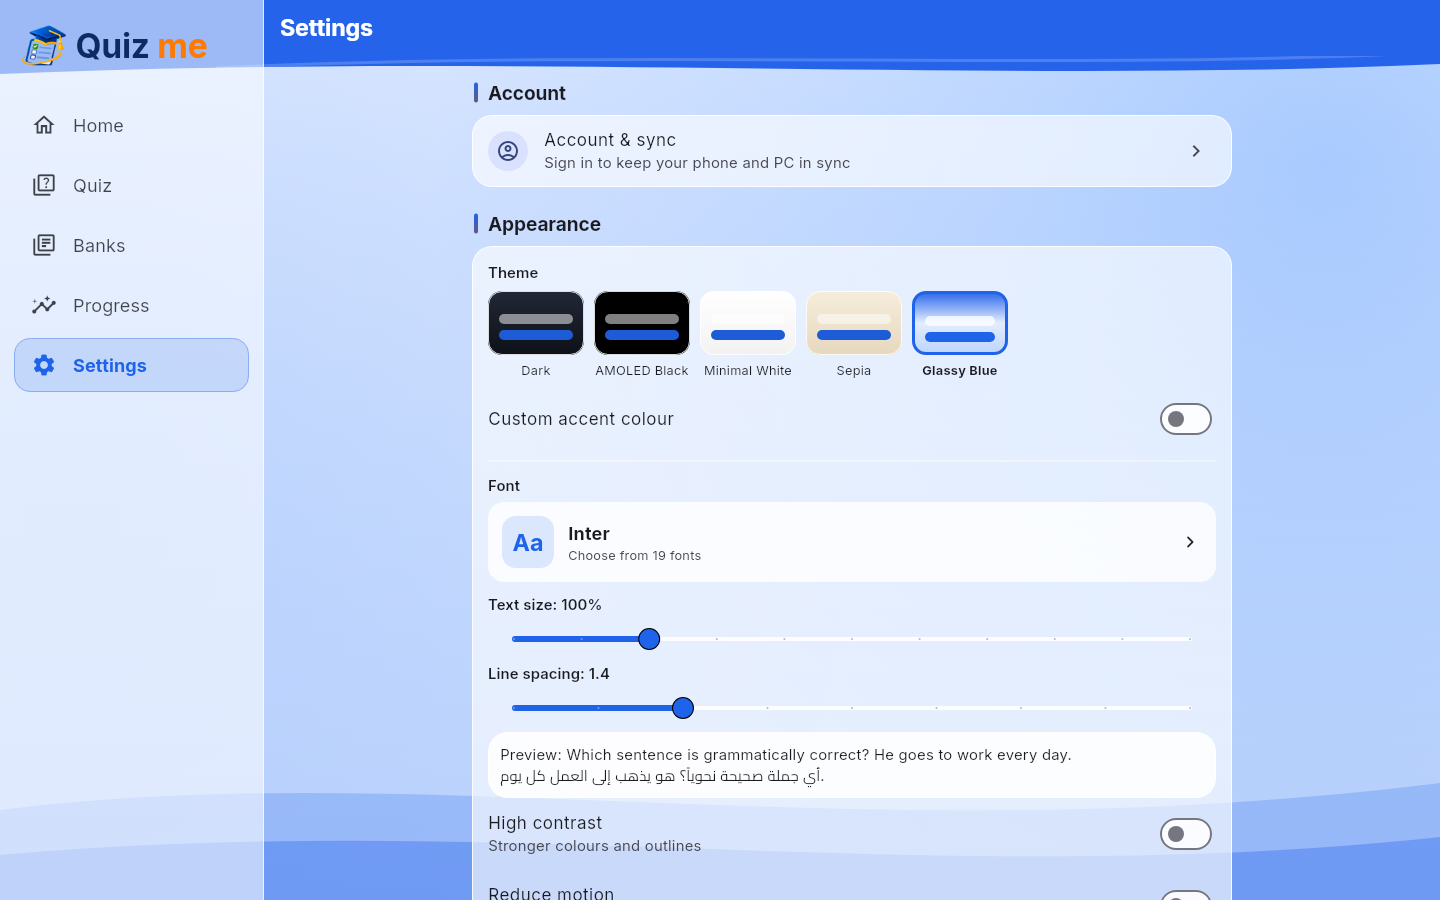 Quiz me
Settings
Home
Quiz
Banks
Progress
Settings
Account
Account & sync
Sign in to keep your phone and PC in sync
Appearance
Theme
Dark
AMOLED Black
Minimal White
Sepia
Glassy Blue
Custom accent colour
Font
Aa
Inter
Choose from 19 fonts
Text size: 100%
Line spacing: 1.4
Preview: Which sentence is grammatically correct? He goes to work every day.
أي جملة صحيحة نحوياً؟ هو يذهب إلى العمل كل يوم.
High contrast
Stronger colours and outlines
Reduce motion